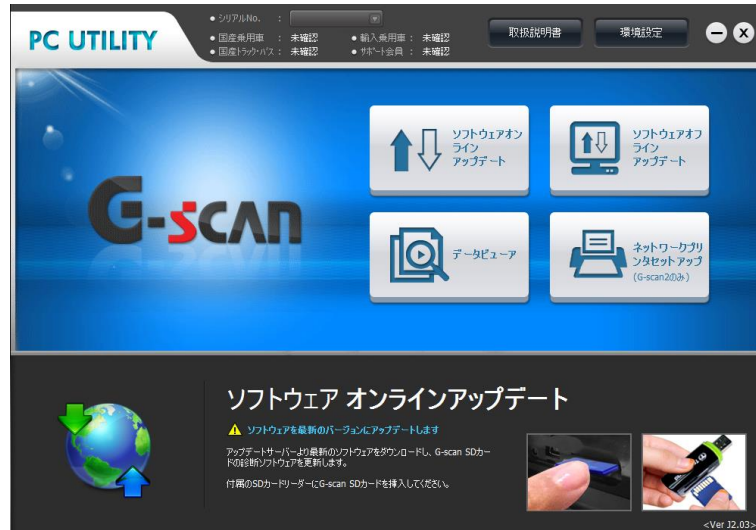 PC UTILITY
● シリアルNo. :
● 国産乗用車 : 未確認 ● 輸入乗用車 : 未確認
● 国産トラック・バス : 未確認 ● サポート会員 : 未確認
取扱説明書
環境設定
G-scan
ソフトウェアオン
ライン
アップデート
ソフトウェアオフ
ライン
アップデート
データビューア
ネットワークプリ
ンタセットアップ
(G-scan2のみ)
ソフトウェア オンラインアップデート
ソフトウェアを最新のバージョンにアップデートします
アップデートサーバーより最新のソフトウェアをダウンロードし、G-scan SDカー
ドの診断ソフトウェアを更新します。
付属のSDカードリーダーにG-scan SDカードを挿入してください。
<Ver J2.03>